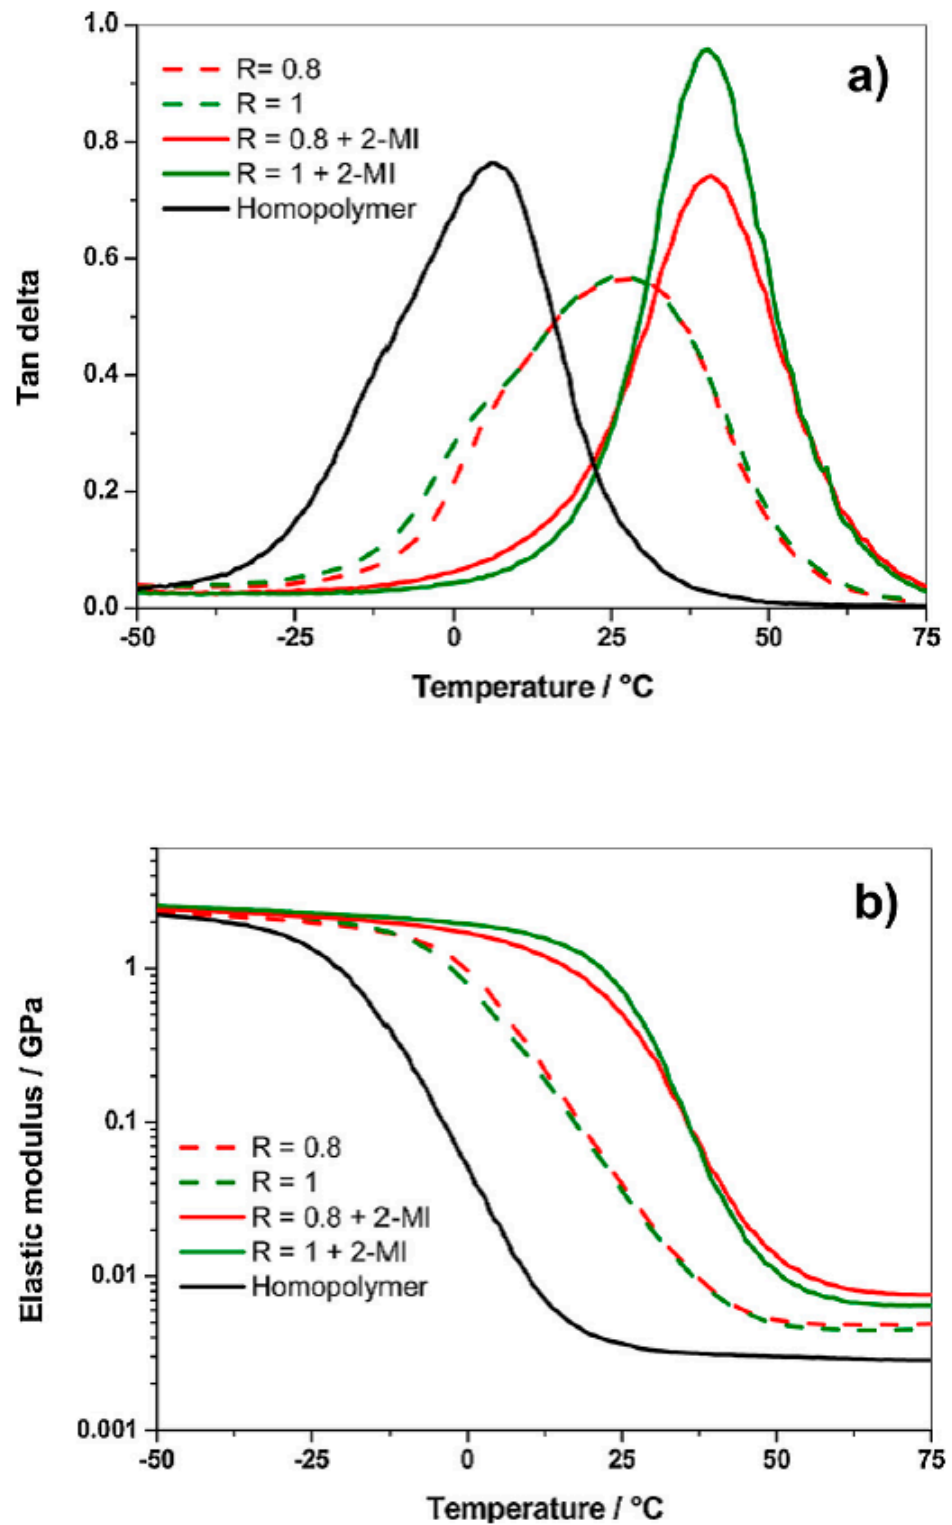 1.0
a)
R= 0.8
R = 1
0.8
R = 0.8 + 2-MI
R = 1 + 2-MI
Homopolymer
0.6
Tan delta
0.4
0.2
0.0
-50 -25 0 25 50 75
Temperature / °C
b)
1
Elastic modulus / GPa
0.1
R = 0.8
R = 1
R = 0.8 + 2-MI
R = 1 + 2-MI
Homopolymer
0.01
0.001
-50 -25 0 25 50 75
Temperature / °C